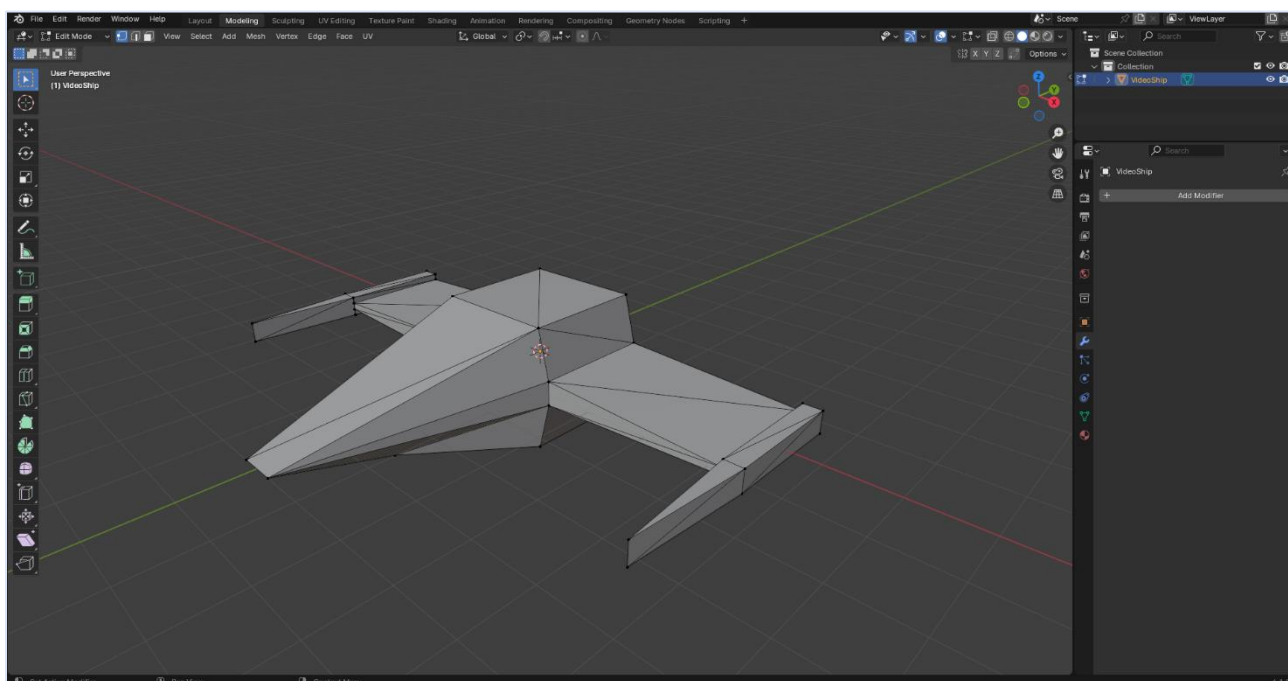 File Edit Render Window Help Layout Modeling Sculpting UV Editing Texture Paint Shading Animation Rendering Compositing Geometry Nodes Scripting + Scene ViewLayer
Edit Mode View Select Add Mesh Vertex Edge Face UV Global Search
X Y Z Options
Scene Collection
Collection
VideoShip
User Perspective
(1) VideoShip
Z
Y
X
Search
VideoShip
+ Add Modifier